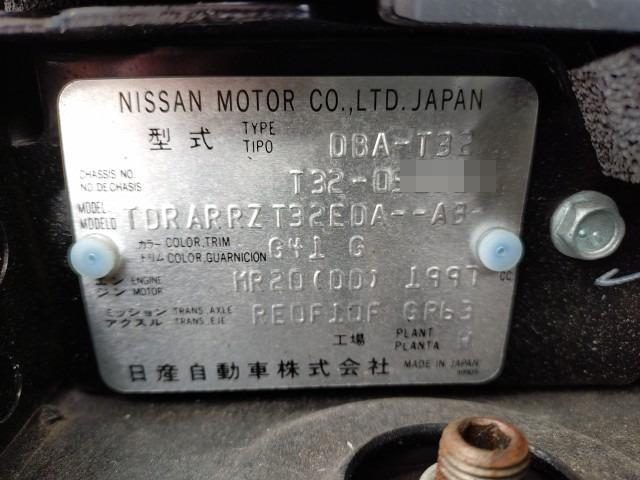 NISSAN MOTOR CO.,LTD. JAPAN
型式 TYPE TIPO DBA-T32
CHASSIS NO. NO.DE CHASIS T32-0
MODEL MODELO TDRARRZ T32EDA--AB-
カラー トリム COLOR,TRIM COLOR,GUARNICION G41 G
エンジン ENGINE MOTOR MR20(DD) 1997 CC
ミッション アクスル TRANS.AXLE TRANS.EJE RE0F10F GR63
工場 PLANT PLANTA
日産自動車株式会社 MADE IN JAPAN